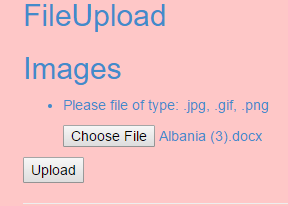 FileUpload
Images
Please file of type: .jpg, .gif, .png
Choose File Albania (3).docx
Upload